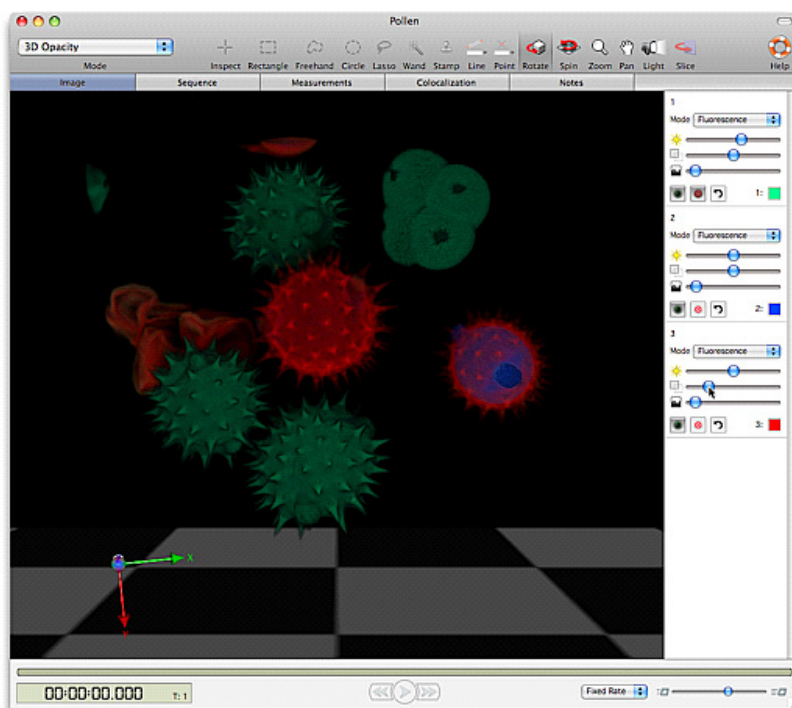 Pollen
3D Opacity
Mode
Inspect Rectangle Freehand Circle Lasso Wand Stamp Line Point Rotate Spin Zoom Pan Light Slice Help
Image Sequence Measurements Colocalization Notes
1
Mode Fluorescence
1:
2
Mode Fluorescence
2:
3
Mode Fluorescence
3:
X
Y
00:00:00.000 T: 1
Fixed Rate